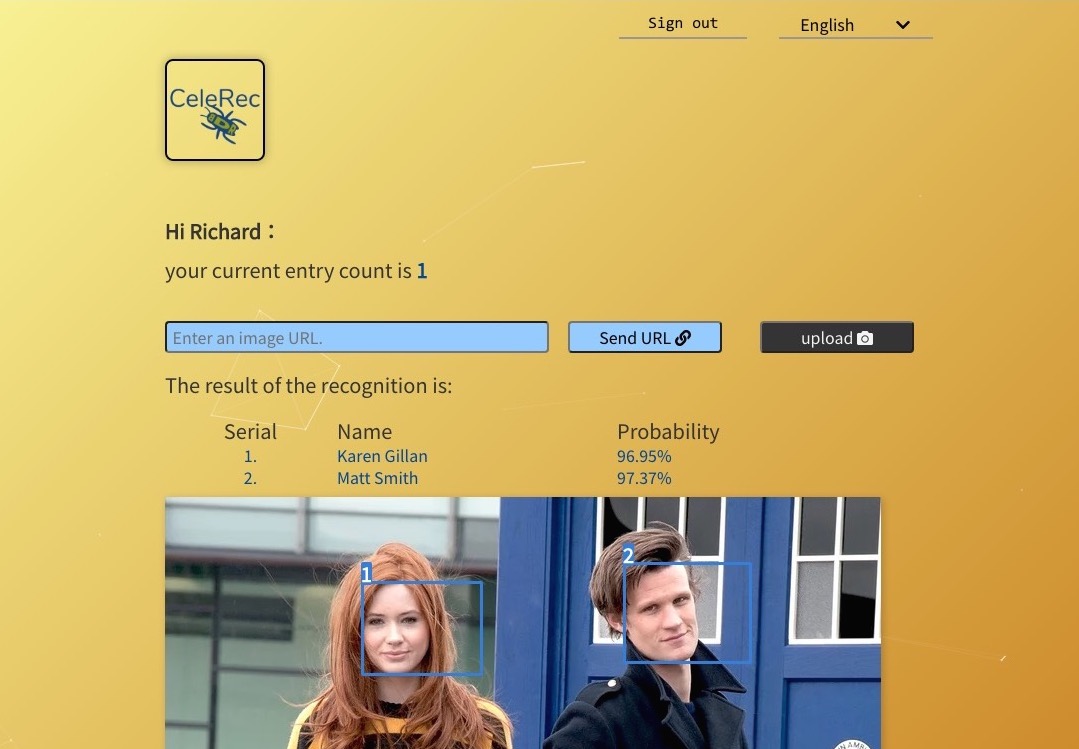 Sign out
English
CeleRec
Hi Richard：
your current entry count is 1
Enter an image URL.
Send URL
upload
The result of the recognition is:
Serial Name Probability
1. Karen Gillan 96.95%
2. Matt Smith 97.37%
1
2